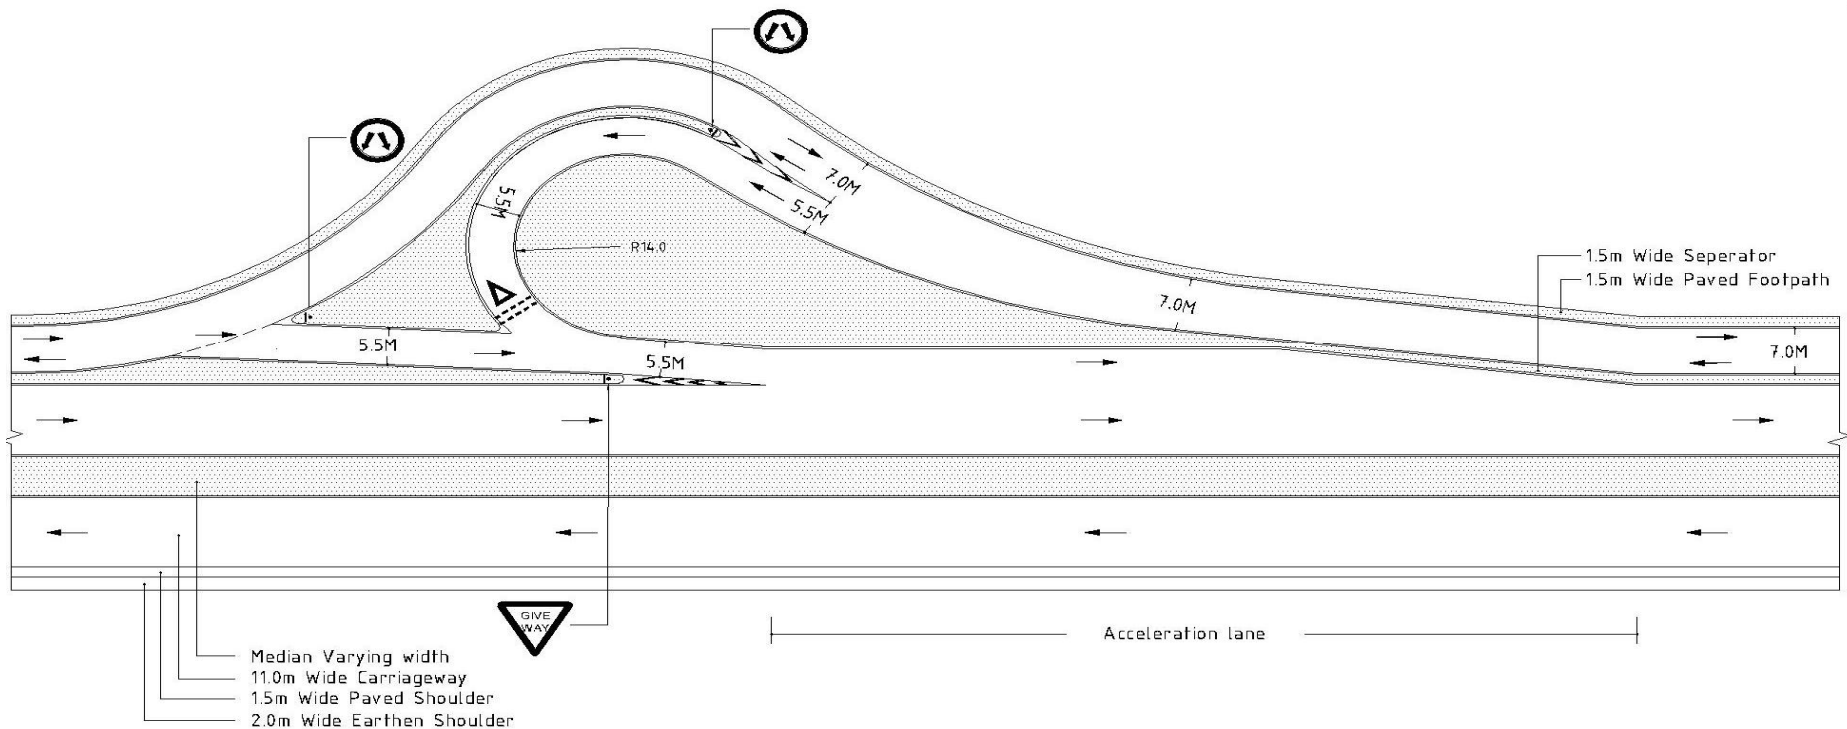 7.0M
5.5M
5.5M
R14.0
1.5m Wide Seperator
1.5m Wide Paved Footpath
7.0M
5.5M
5.5M
7.0M
GIVE
WAY
Acceleration lane
Median Varying width
11.0m Wide Carriageway
1.5m Wide Paved Shoulder
2.0m Wide Earthen Shoulder